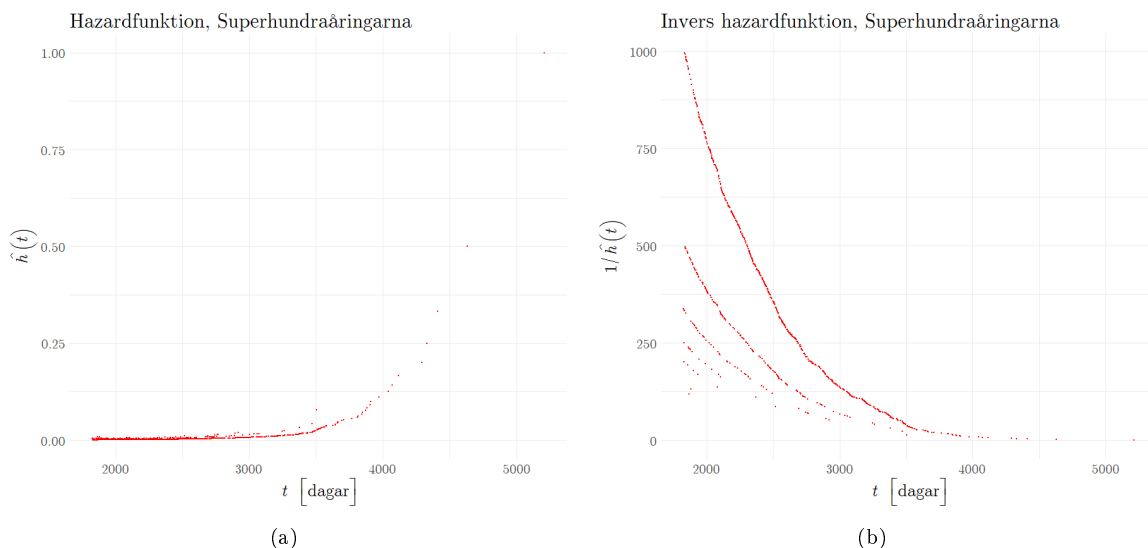 Hazardfunktion, Superhundraåringarna
1.00
0.75
0.50
0.25
0.00
ĥ(t)
2000 3000 4000 5000
t [dagar]
(a)
Invers hazardfunktion, Superhundraåringarna
1000
750
500
250
0
1/ĥ(t)
2000 3000 4000 5000
t [dagar]
(b)